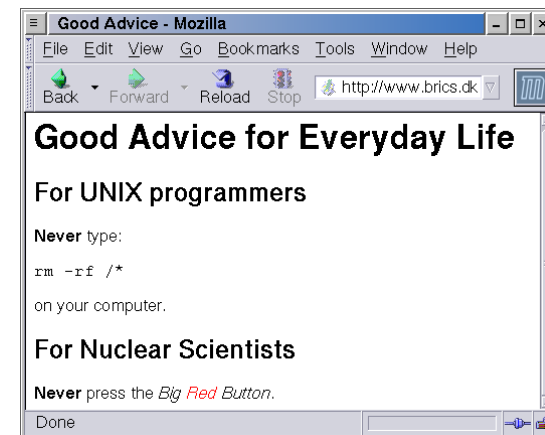 Good Advice - Mozilla
File Edit View Go Bookmarks Tools Window Help
Back Forward Reload Stop http://www.brics.dk
Good Advice for Everyday Life
For UNIX programmers
Never type:
rm -rf /*
on your computer.
For Nuclear Scientists
Never press the Big Red Button.
Done